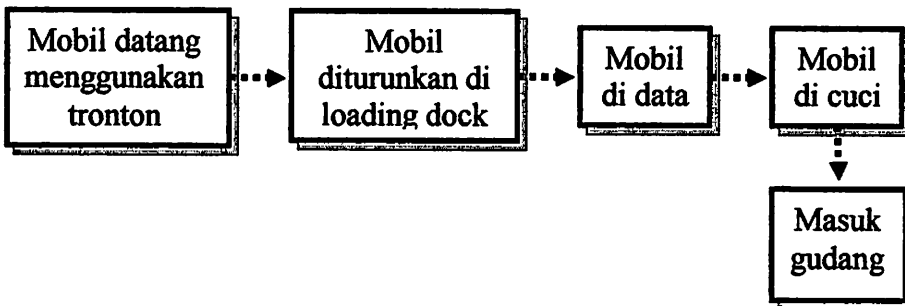 Mobil datang
menggunakan
tronton
Mobil
diturunkan di
loading dock
Mobil
di data
Mobil
di cuci
Masuk
gudang